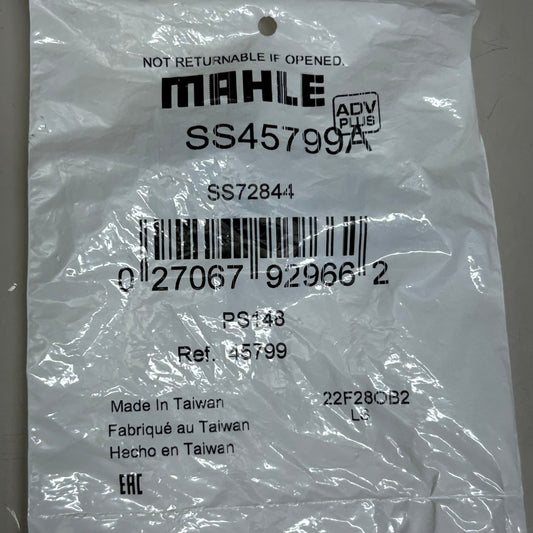 NOT RETURNABLE IF OPENED.
MAHLE
ADV
PLUS
SS45799A
SS72844
0 27067 92966 2
PS148
Ref. 45799
Made In Taiwan
22F28OB2
LS
Fabriqué au Taiwan
Hecho en Taiwan
EAC